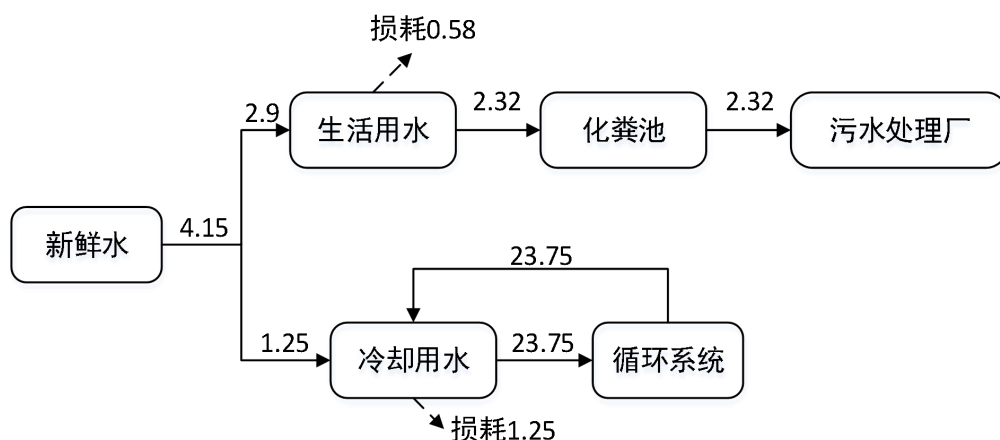 损耗0.58
2.9
生活用水
2.32
化粪池
2.32
污水处理厂
新鲜水
4.15
23.75
1.25
冷却用水
23.75
循环系统
损耗1.25